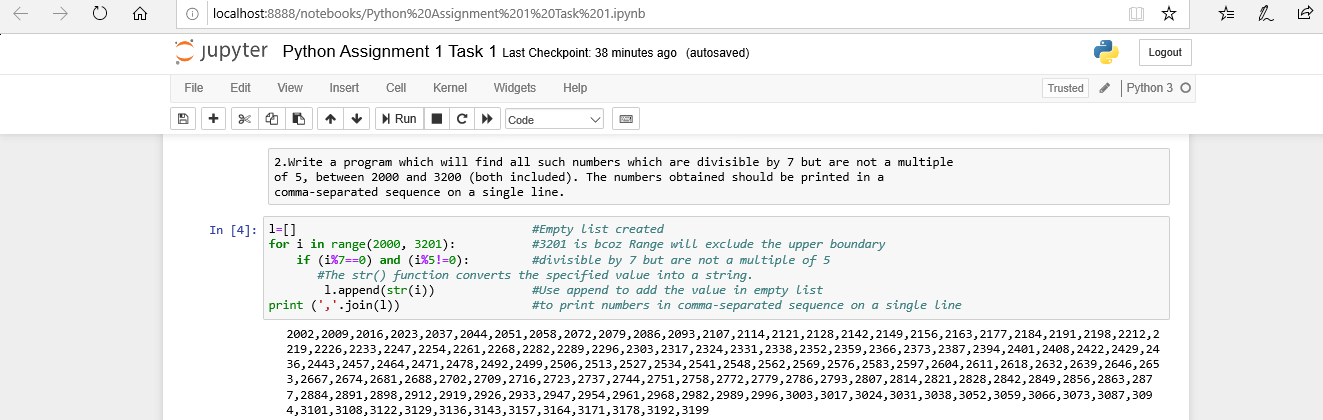 localhost:8888/notebooks/Python%20Assignment%201%20Task%201.ipynb
jupyter Python Assignment 1 Task 1 Last Checkpoint: 38 minutes ago (autosaved) Logout
File Edit View Insert Cell Kernel Widgets Help Trusted Python 3
Run Code
2.Write a program which will find all such numbers which are divisible by 7 but are not a multiple
of 5, between 2000 and 3200 (both included). The numbers obtained should be printed in a
comma-separated sequence on a single line.
In [4]: l=[] #Empty list created
for i in range(2000, 3201): #3201 is bcoz Range will exclude the upper boundary
if (i%7==0) and (i%5!=0): #divisible by 7 but are not a multiple of 5
#The str() function converts the specified value into a string.
l.append(str(i)) #Use append to add the value in empty list
print (','.join(l)) #to print numbers in comma-separated sequence on a single line
2002,2009,2016,2023,2037,2044,2051,2058,2072,2079,2086,2093,2107,2114,2121,2128,2142,2149,2156,2163,2177,2184,2191,2198,2212,2
219,2226,2233,2247,2254,2261,2268,2282,2289,2296,2303,2317,2324,2331,2338,2352,2359,2366,2373,2387,2394,2401,2408,2422,2429,24
36,2443,2457,2464,2471,2478,2492,2499,2506,2513,2527,2534,2541,2548,2562,2569,2576,2583,2597,2604,2611,2618,2632,2639,2646,265
3,2667,2674,2681,2688,2702,2709,2716,2723,2737,2744,2751,2758,2772,2779,2786,2793,2807,2814,2821,2828,2842,2849,2856,2863,287
7,2884,2891,2898,2912,2919,2926,2933,2947,2954,2961,2968,2982,2989,2996,3003,3017,3024,3031,3038,3052,3059,3066,3073,3087,309
4,3101,3108,3122,3129,3136,3143,3157,3164,3171,3178,3192,3199